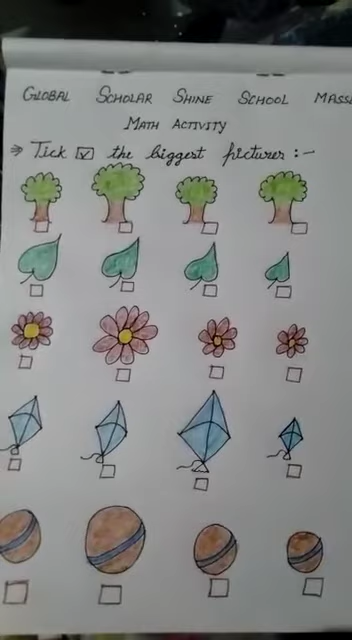 GLOBAL SCHOLAR SHINE SCHOOL
MATH ACTIVITY
⇒ Tick ☑ the biggest pictures :-